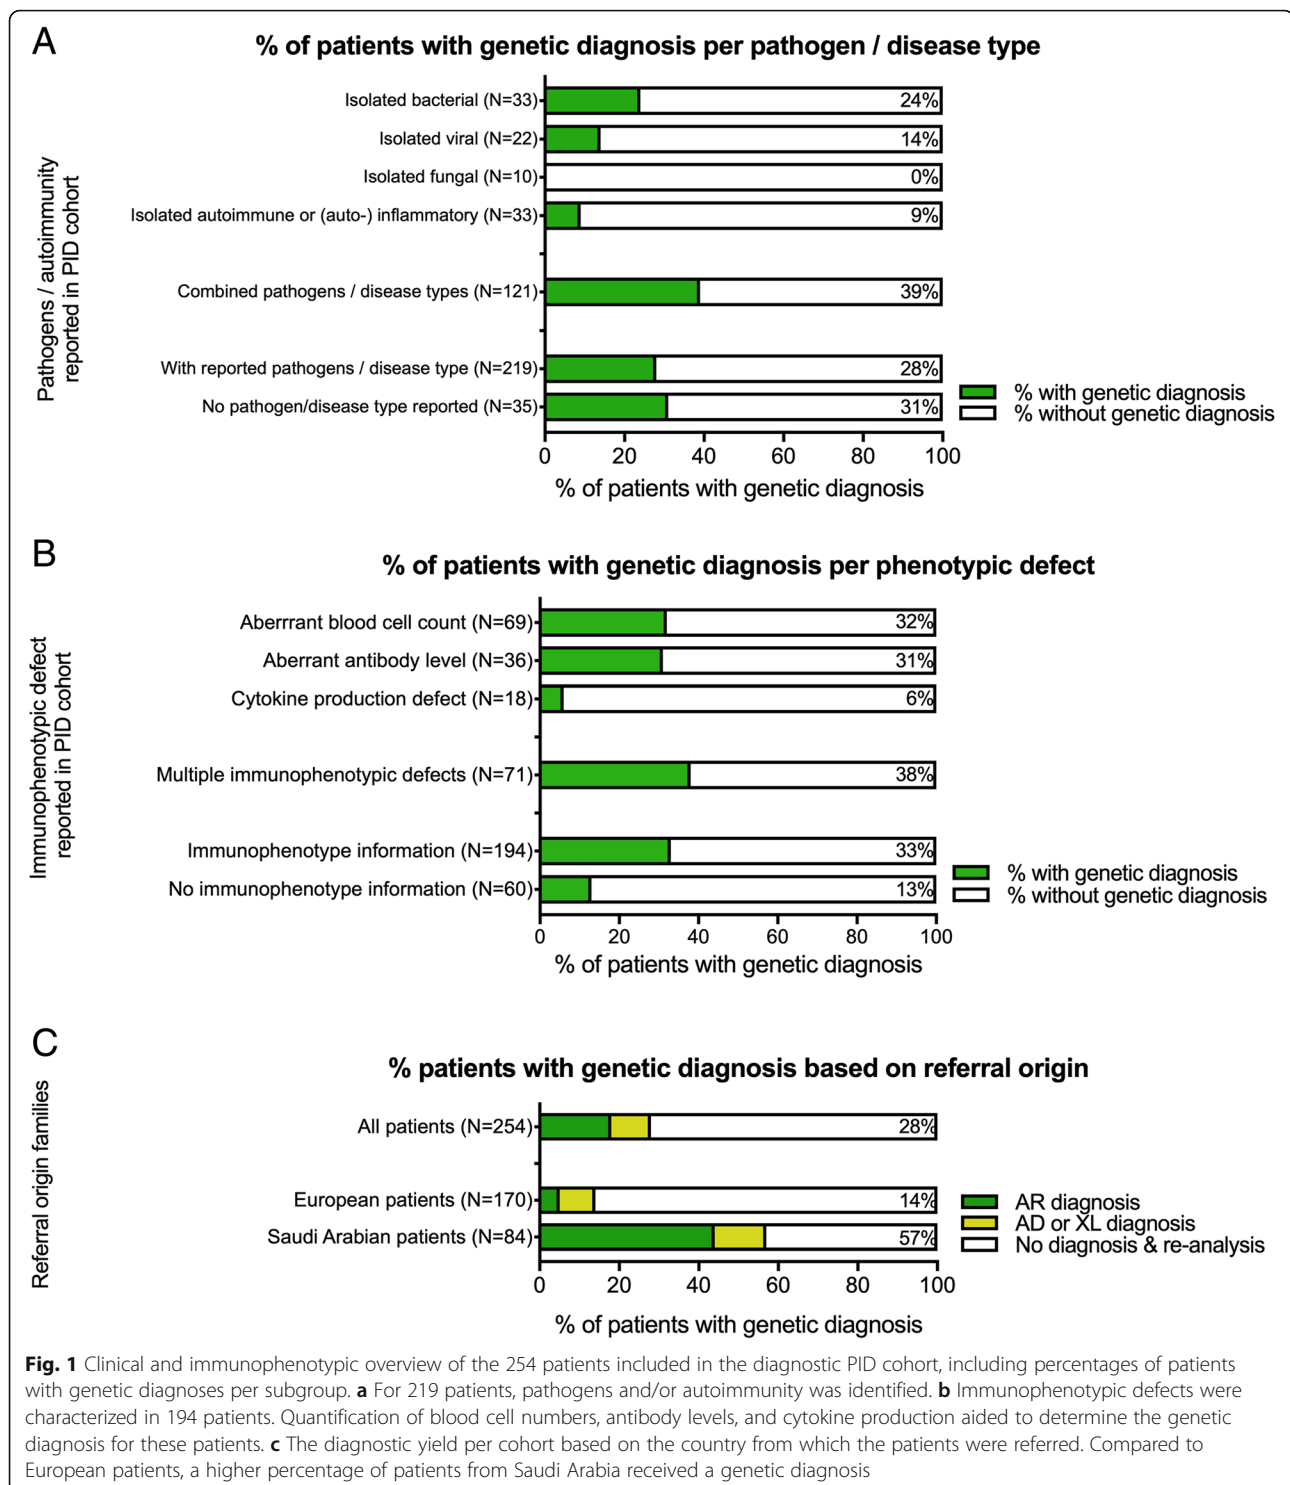 A
% of patients with genetic diagnosis per pathogen / disease type
Pathogens / autoimmunity
reported in PID cohort
Isolated bacterial (N=33)
24%
Isolated viral (N=22)
14%
Isolated fungal (N=10)
0%
Isolated autoimmune or (auto-) inflammatory (N=33)
9%
Combined pathogens / disease types (N=121)
39%
With reported pathogens / disease type (N=219)
28%
No pathogen/disease type reported (N=35)
31%
% with genetic diagnosis
% without genetic diagnosis
0 20 40 60 80 100
% of patients with genetic diagnosis
B
% of patients with genetic diagnosis per phenotypic defect
Immunophenotypic defect
reported in PID cohort
Aberrrant blood cell count (N=69)
32%
Aberrant antibody level (N=36)
31%
Cytokine production defect (N=18)
6%
Multiple immunophenotypic defects (N=71)
38%
Immunophenotype information (N=194)
33%
No immunophenotype information (N=60)
13%
% with genetic diagnosis
% without genetic diagnosis
0 20 40 60 80 100
% of patients with genetic diagnosis
C
% patients with genetic diagnosis based on referral origin
Referral origin families
All patients (N=254)
28%
European patients (N=170)
14%
Saudi Arabian patients (N=84)
57%
AR diagnosis
AD or XL diagnosis
No diagnosis & re-analysis
0 20 40 60 80 100
% of patients with genetic diagnosis
Fig. 1 Clinical and immunophenotypic overview of the 254 patients included in the diagnostic PID cohort, including percentages of patients
with genetic diagnoses per subgroup. a For 219 patients, pathogens and/or autoimmunity was identified. b Immunophenotypic defects were
characterized in 194 patients. Quantification of blood cell numbers, antibody levels, and cytokine production aided to determine the genetic
diagnosis for these patients. c The diagnostic yield per cohort based on the country from which the patients were referred. Compared to
European patients, a higher percentage of patients from Saudi Arabia received a genetic diagnosis